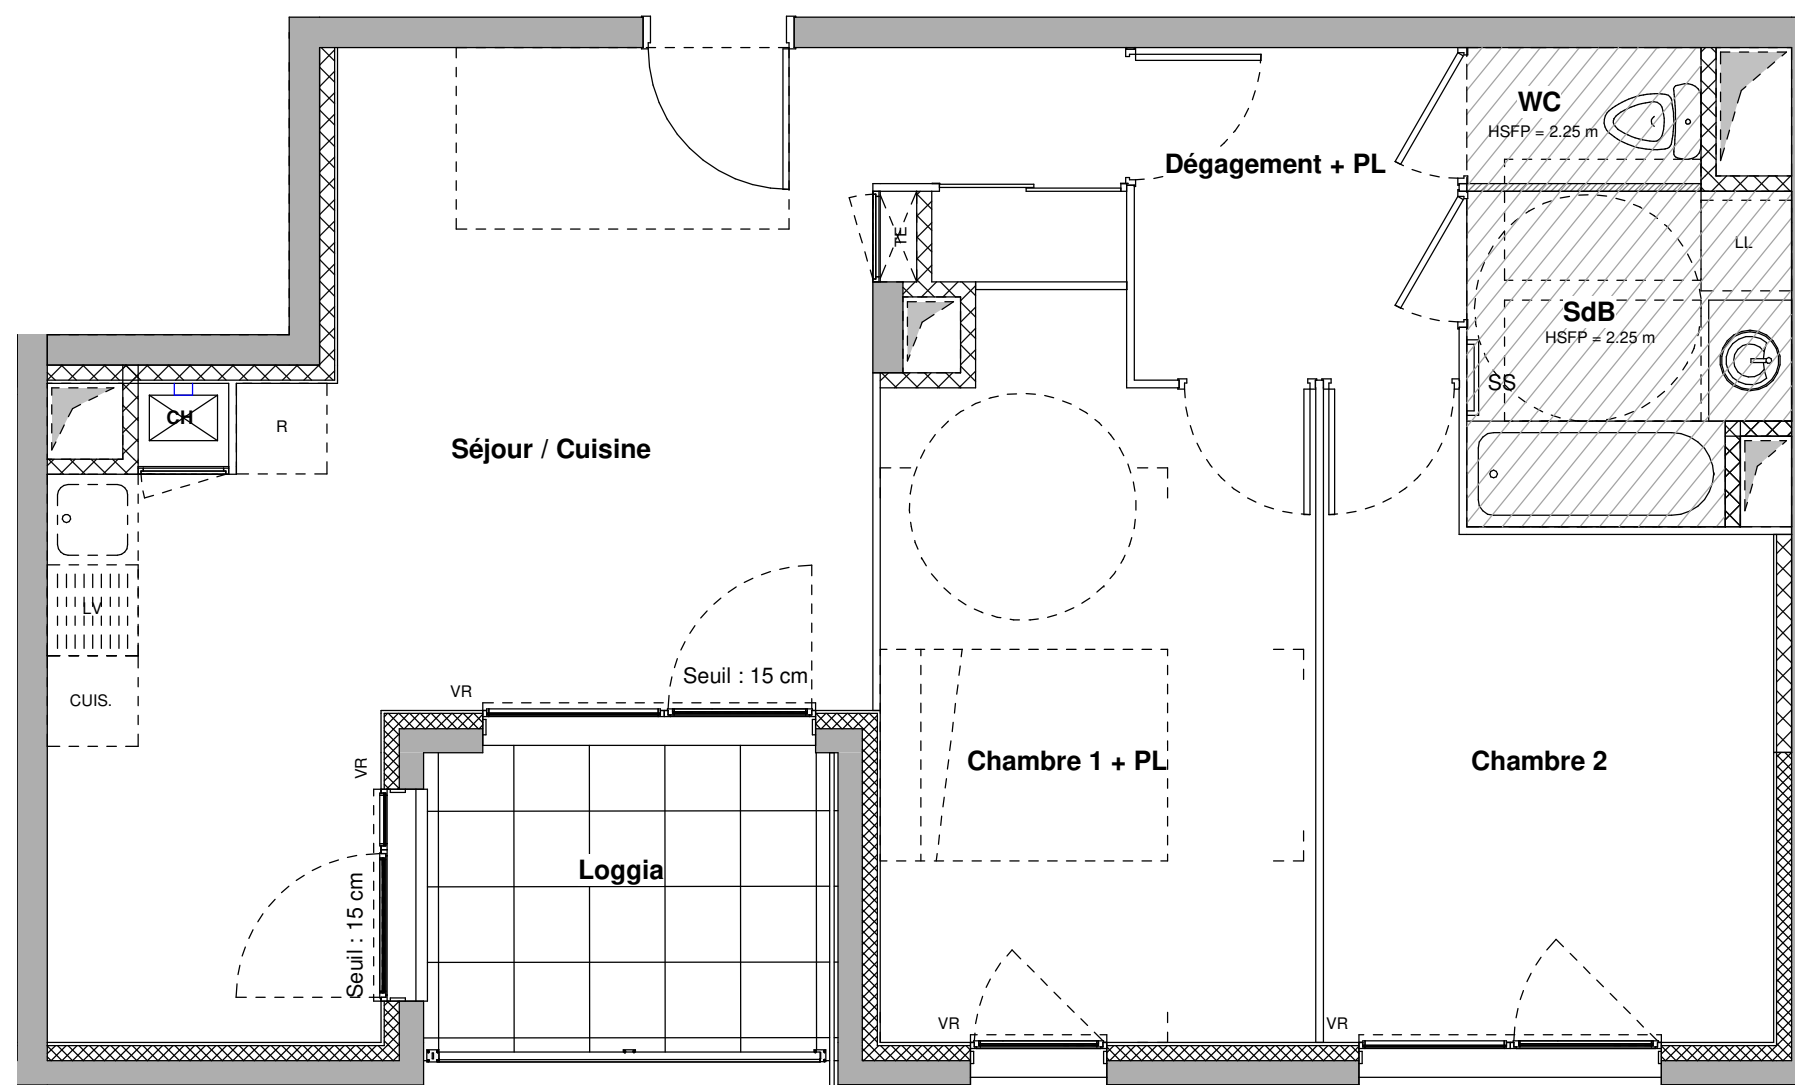 WC
HSFP = 2.25 m
Dégagement + PL
TE
LL
SdB
HSFP = 2.25 m
SS
CH
R
Séjour / Cuisine
LV
CUIS.
VR
Seuil : 15 cm
VR
Seuil : 15 cm
Loggia
Chambre 1 + PL
Chambre 2
VR
VR